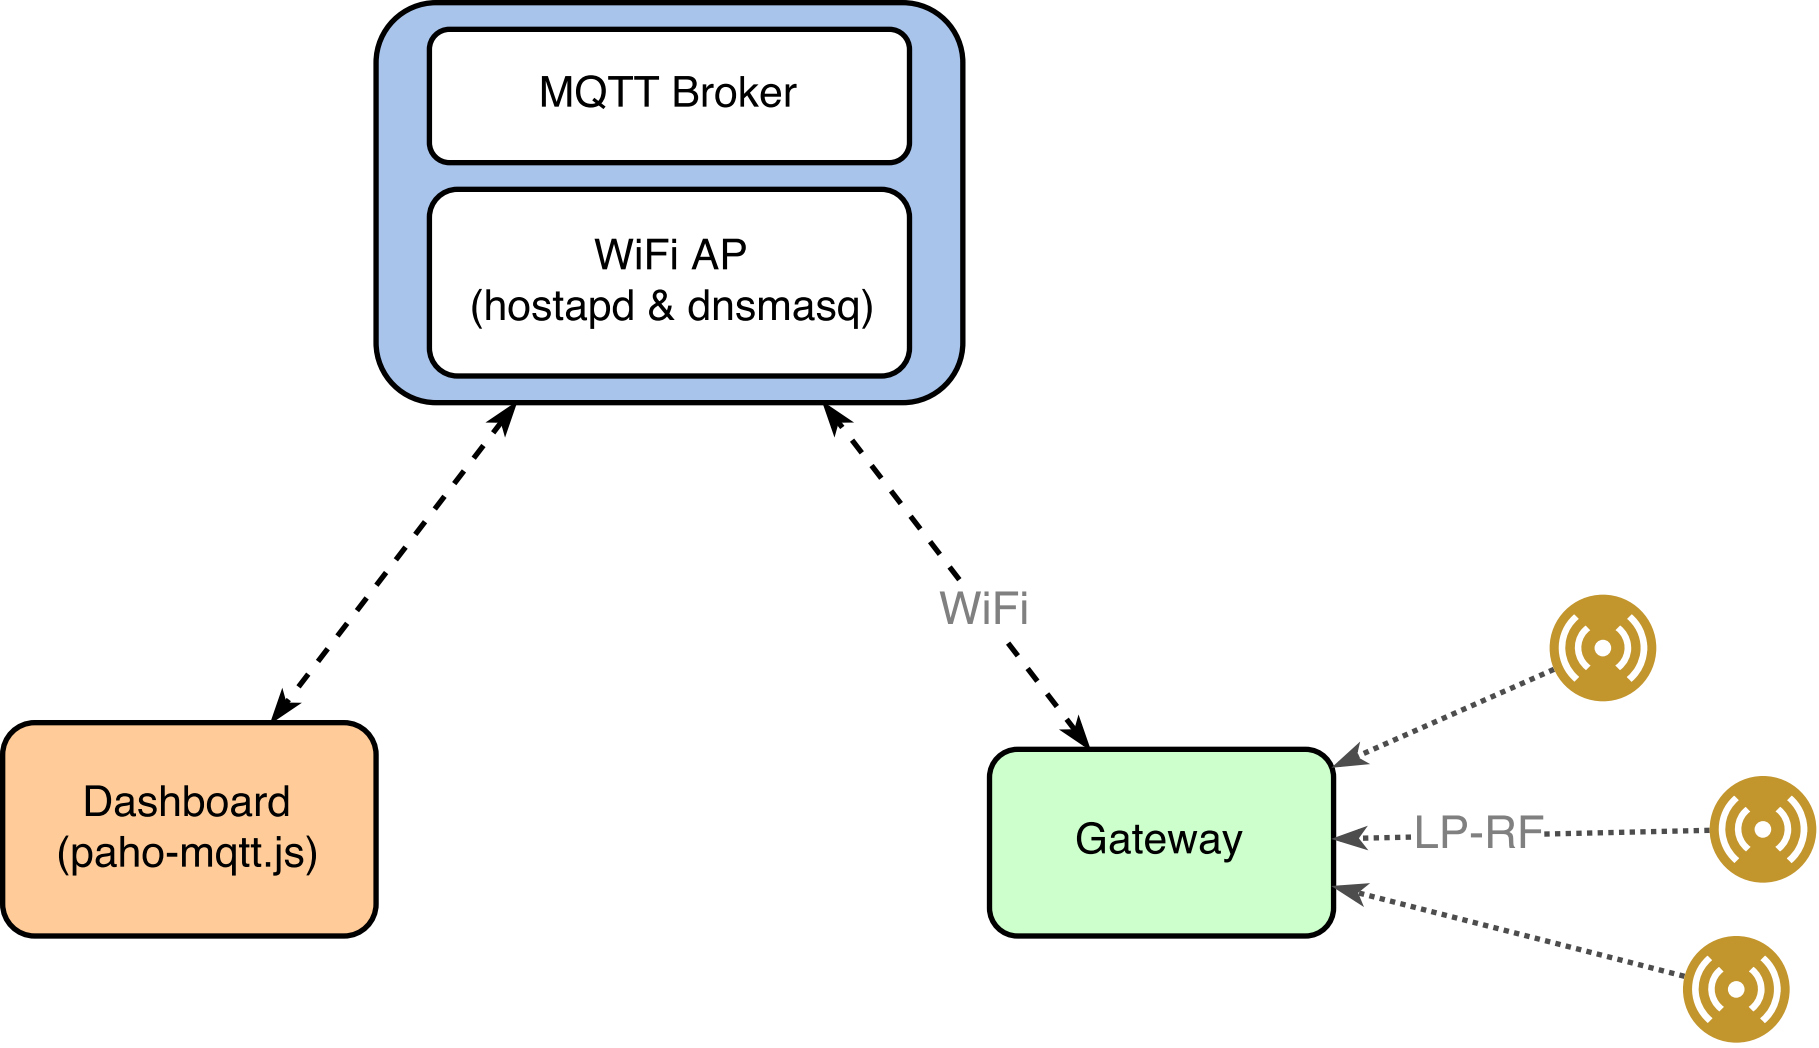 MQTT Broker
WiFi AP
(hostapd & dnsmasq)
WiFi
Dashboard
(paho-mqtt.js)
Gateway
LP-RF